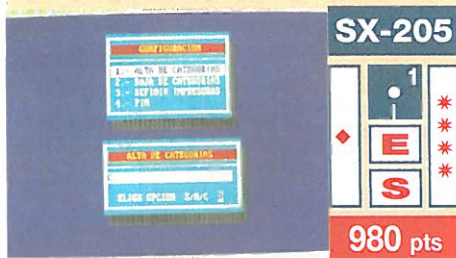 CONFIGURACION
1.- ALTA DE CATEGORIAS
2.- BAJA DE CATEGORIAS
3.- DEFINIR IMPRESORAS
4.- FIN
ALTA DE CATEGORIAS
ELIGE OPCION S/N/C
SX-205
1
E
S
980 pts